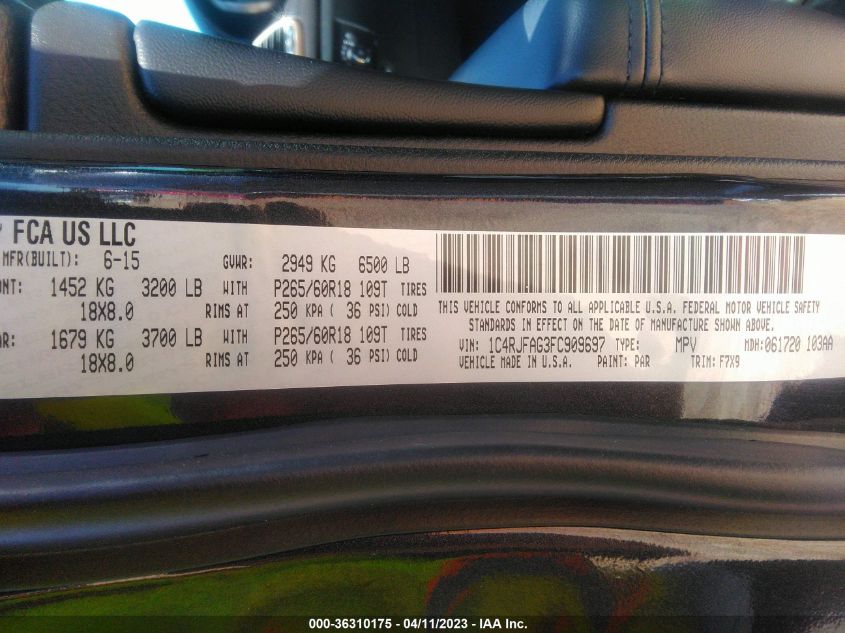 FCA US LLC
MFR(BUILT): 6-15 GVWR: 2949 KG 6500 LB
1452 KG 3200 LB WITH P265/60R18 109T TIRES
18X8.0 RIMS AT 250 KPA ( 36 PSI) COLD
1679 KG 3700 LB WITH P265/60R18 109T TIRES
18X8.0 RIMS AT 250 KPA ( 36 PSI) COLD
THIS VEHICLE CONFORMS TO ALL APPLICABLE U.S.A. FEDERAL MOTOR VEHICLE SAFETY
STANDARDS IN EFFECT ON THE DATE OF MANUFACTURE SHOWN ABOVE.
VIN: 1C4RJFAG3FC909697 TYPE: MPV MDH:061720 103AA
VEHICLE MADE IN U.S.A. PAINT: PAR TRIM: F7X9
000-36310175 - 04/11/2023 - IAA Inc.